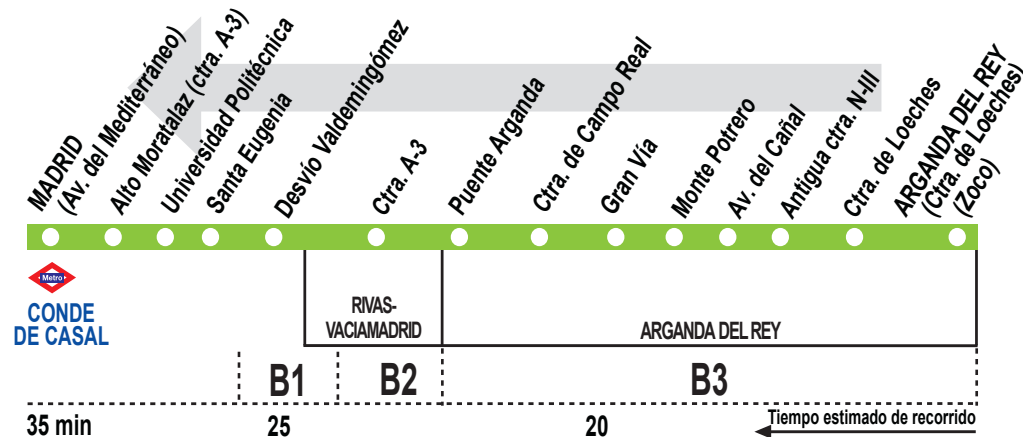 MADRID
(Av. del Mediterráneo)
Alto Moratalaz (ctra. A-3)
Universidad Politécnica
Santa Eugenia
Desvío Valdemingómez
Ctra. A-3
Puente Arganda
Ctra. de Campo Real
Gran Vía
Monte Potrero
Av. del Cañal
Antigua ctra. N-III
Ctra. de Loeches
ARGANDA DEL REY
(Ctra. de Loeches)
(Zoco)
Metro
CONDE
DE CASAL
RIVAS-
VACIAMADRID
ARGANDA DEL REY
B1
B2
B3
35 min
25
20
Tiempo estimado de recorrido